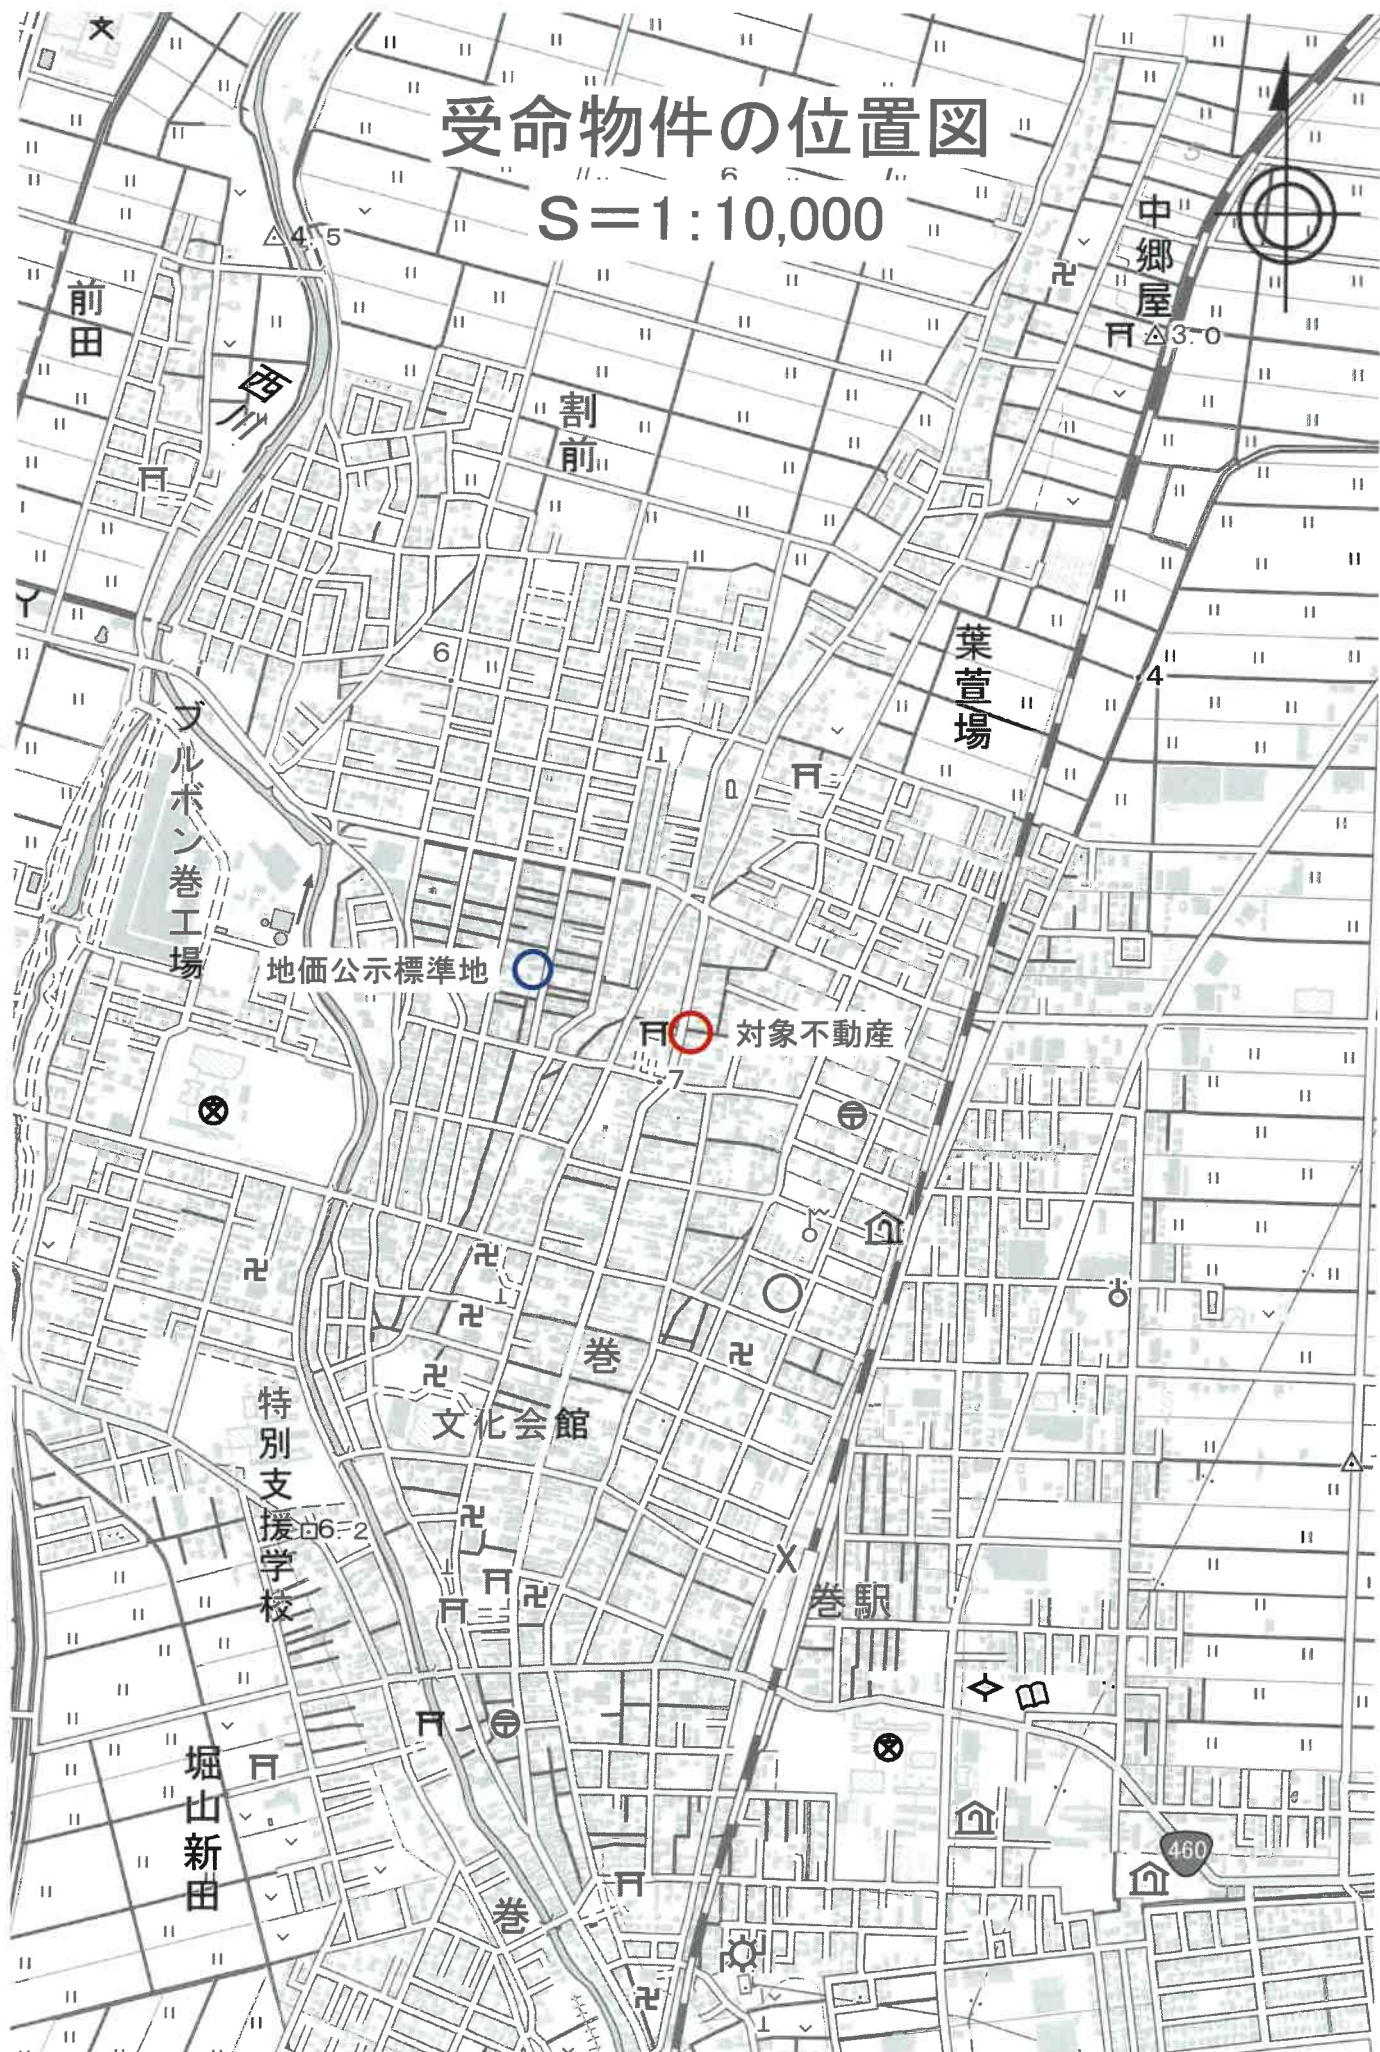 受命物件の位置図
S=1:10,000
4.5
中郷屋
前田
3.0
西川
割前
葉萱場
6
4
ブルボン巻工場
地価公示標準地
対象不動産
7
巻
文化会館
特別支援学校
6.2
巻駅
堀山新田
460
巻